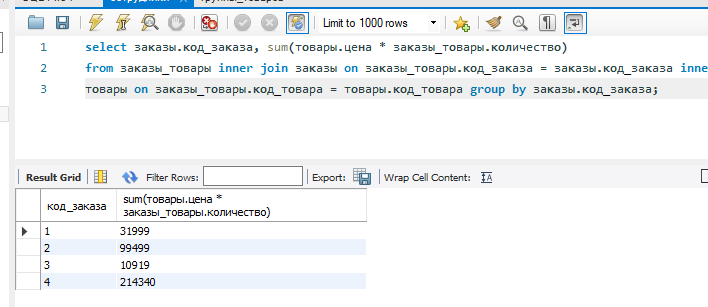 Limit to 1000 rows
1 select заказы.код_заказа, sum(товары.цена * заказы_товары.количество)
2 from заказы_товары inner join заказы on заказы_товары.код_заказа = заказы.код_заказа inne
3 товары on заказы_товары.код_товара = товары.код_товара group by заказы.код_заказа;
Result Grid Filter Rows: Export: Wrap Cell Content:
код_заказа sum(товары.цена *
заказы_товары.количество)
1 31999
2 99499
3 10919
4 214340